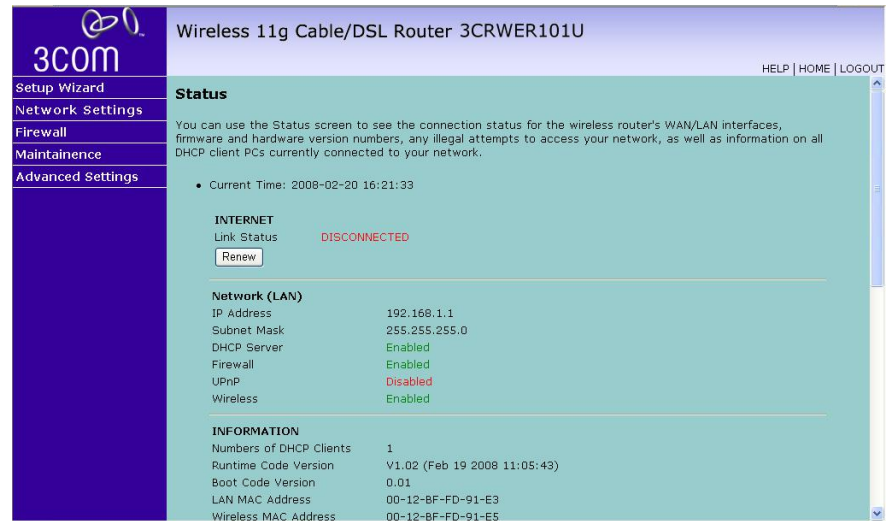 3COM
Wireless 11g Cable/DSL Router 3CRWER101U
HELP | HOME | LOGOUT
Setup Wizard
Network Settings
Firewall
Maintainence
Advanced Settings
Status
You can use the Status screen to see the connection status for the wireless router's WAN/LAN interfaces,
firmware and hardware version numbers, any illegal attempts to access your network, as well as information on all
DHCP client PCs currently connected to your network.
• Current Time: 2008-02-20 16:21:33
INTERNET
Link Status DISCONNECTED
Renew
Network (LAN)
IP Address 192.168.1.1
Subnet Mask 255.255.255.0
DHCP Server Enabled
Firewall Enabled
UPnP Disabled
Wireless Enabled
INFORMATION
Numbers of DHCP Clients 1
Runtime Code Version V1.02 (Feb 19 2008 11:05:43)
Boot Code Version 0.01
LAN MAC Address 00-12-BF-FD-91-E3
Wireless MAC Address 00-12-BF-FD-91-E5